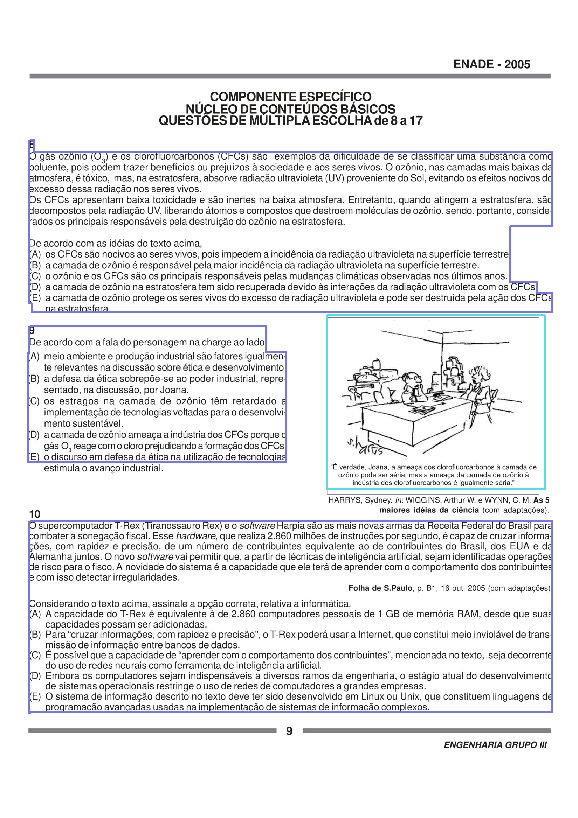 ENADE - 2005
COMPONENTE ESPECÍFICO
NÚCLEO DE CONTEÚDOS BÁSICOS
QUESTÕES DE MÚLTIPLA ESCOLHA de 8 a 17
8
O gás ozônio (O3) e os clorofluorcarbonos (CFCs) são exemplos da dificuldade de se classificar uma substância como
poluente, pois podem trazer benefícios ou prejuízos à sociedade e aos seres vivos. O ozônio, nas camadas mais baixas da
atmosfera, é tóxico, mas, na estratosfera, absorve radiação ultravioleta (UV) proveniente do Sol, evitando os efeitos nocivos do
excesso dessa radiação nos seres vivos.
Os CFCs apresentam baixa toxicidade e são inertes na baixa atmosfera. Entretanto, quando atingem a estratosfera, são
decompostos pela radiação UV, liberando átomos e compostos que destroem moléculas de ozônio, sendo, portanto, conside-
rados os principais responsáveis pela destruição do ozônio na estratosfera.
De acordo com as idéias do texto acima,
(A) os CFCs são nocivos ao seres vivos, pois impedem a incidência da radiação ultravioleta na superfície terrestre
(B) a camada de ozônio é responsável pela maior incidência da radiação ultravioleta na superfície terrestre.
(C) o ozônio e os CFCs são os principais responsáveis pelas mudanças climáticas observadas nos últimos anos.
(D) a camada de ozônio na estratosfera tem sido recuperada devido às interações da radiação ultravioleta com os CFCs
(E) a camada de ozônio protege os seres vivos do excesso de radiação ultravioleta e pode ser destruída pela ação dos CFCs
na estratosfera
9
De acordo com a fala do personagem na charge ao lado
(A) meio ambiente e produção industrial são fatores igualmen-
te relevantes na discussão sobre ética e desenvolvimento
(B) a defesa da ética sobrepõe-se ao poder industrial, repre-
sentado, na discussão, por Joana.
(C) os estragos na camada de ozônio têm retardado a
implementação de tecnologias voltadas para o desenvolvi-
mento sustentável.
(D) a camada de ozônio ameaça a indústria dos CFCs porque o
gás O3 reage com o cloro prejudicando a formação dos CFCs
(E) o discurso em defesa da ética na utilização de tecnologias
estimula o avanço industrial.
S. Harris
"É verdade, Joana, a ameaça dos clorofluorcarbonos à camada de
ozônio pode ser séria, mas a ameaça da camada de ozônio à
indústria dos clorofluorcarbonos é igualmente séria."
HARRYS, Sydney. In: WIGGINS, Arthur W. e WYNN, C. M. As 5
maiores idéias da ciência (com adaptações).
10
O supercomputador T-Rex (Tiranossauro Rex) e o software Harpia são as mais novas armas da Receita Federal do Brasil para
combater a sonegação fiscal. Esse hardware, que realiza 2.860 milhões de instruções por segundo, é capaz de cruzar informa-
ções, com rapidez e precisão, de um número de contribuintes equivalente ao de contribuintes do Brasil, dos EUA e da
Alemanha juntos. O novo software vai permitir que, a partir de técnicas de inteligência artificial, sejam identificadas operações
de risco para o fisco. A novidade do sistema é a capacidade que ele terá de aprender com o comportamento dos contribuintes
e com isso detectar irregularidades.
Folha de S.Paulo, p. B1, 16 out. 2005 (com adaptações)
Considerando o texto acima, assinale a opção correta, relativa a informática.
(A) A capacidade do T-Rex é equivalente à de 2.860 computadores pessoais de 1 GB de memória RAM, desde que suas
capacidades possam ser adicionadas.
(B) Para "cruzar informações, com rapidez e precisão", o T-Rex poderá usar a Internet, que constitui meio inviolável de trans-
missão de informação entre bancos de dados.
(C) É possível que a capacidade de "aprender com o comportamento dos contribuintes", mencionada no texto, seja decorrente
do uso de redes neurais como ferramenta de inteligência artificial.
(D) Embora os computadores sejam indispensáveis a diversos ramos da engenharia, o estágio atual do desenvolvimento
de sistemas operacionais restringe o uso de redes de computadores a grandes empresas.
(E) O sistema de informação descrito no texto deve ter sido desenvolvido em Linux ou Unix, que constituem linguagens de
programação avançadas usadas na implementação de sistemas de informação complexos.
9
ENGENHARIA GRUPO III